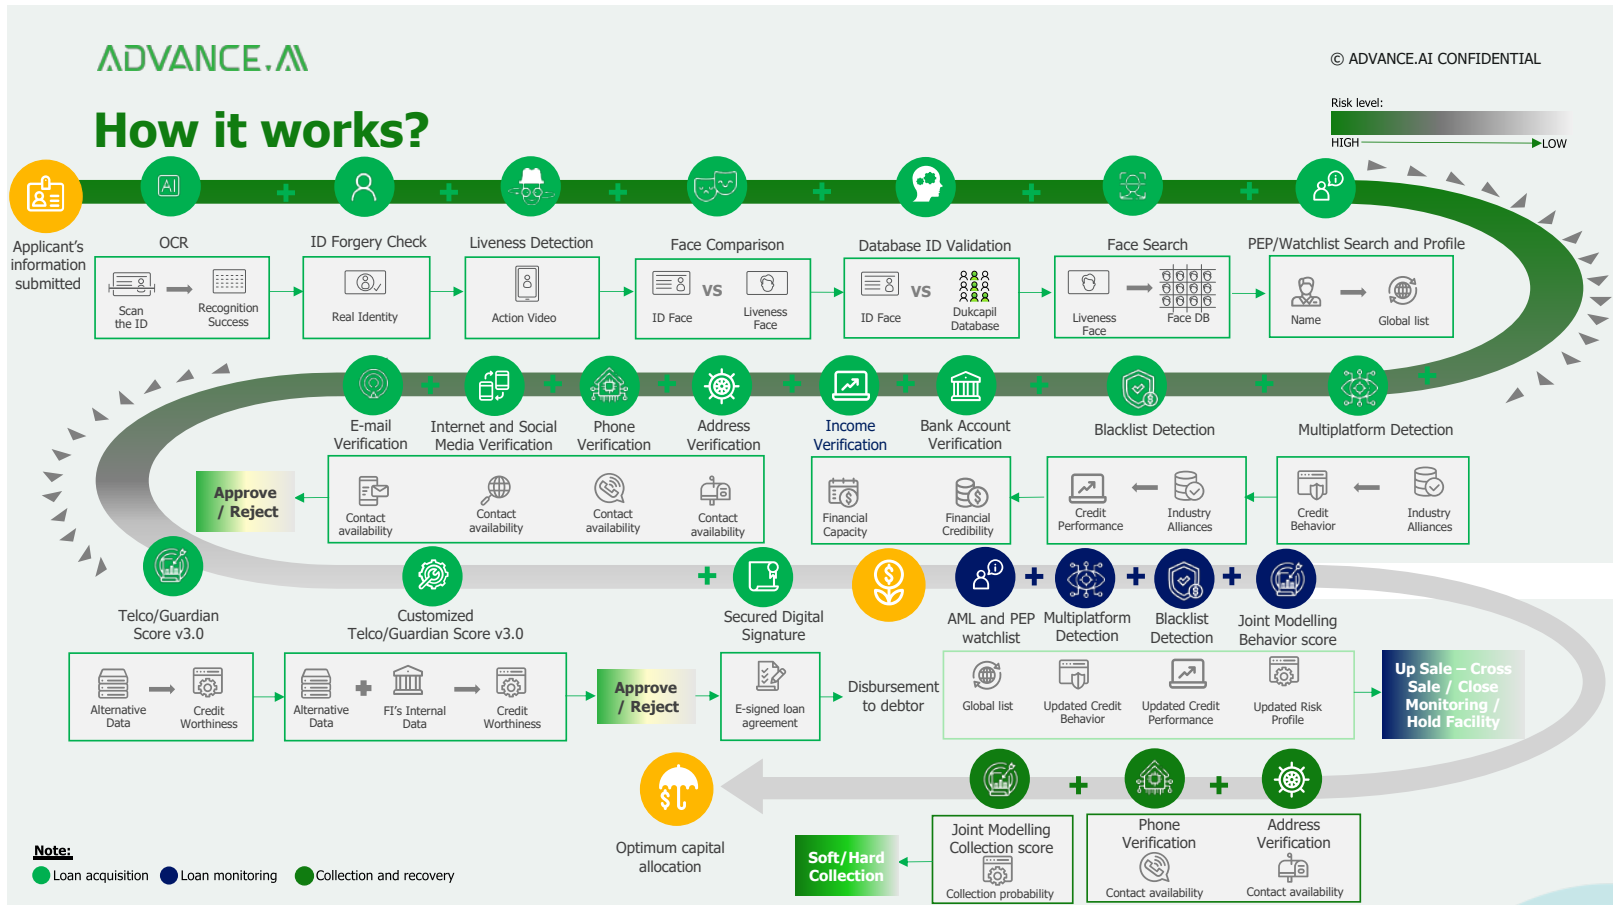 ADVANCE.AI
© ADVANCE.AI CONFIDENTIAL
How it works?
Risk level:
HIGH
LOW
AI
Applicant's
information
submitted
OCR
Scan
the ID
Recognition
Success
ID Forgery Check
Real Identity
Liveness Detection
Action Video
Face Comparison
ID Face
VS
Liveness
Face
Database ID Validation
ID Face
VS
Dukcapil
Database
Face Search
Liveness
Face
Face DB
PEP/Watchlist Search and Profile
Name
Global list
E-mail
Verification
Internet and Social
Media Verification
Phone
Verification
Address
Verification
Income
Verification
Bank Account
Verification
Blacklist Detection
Multiplatform Detection
Approve
/ Reject
Contact
availability
Contact
availability
Contact
availability
Contact
availability
Financial
Capacity
Financial
Credibility
Credit
Performance
Industry
Alliances
Credit
Behavior
Industry
Alliances
Telco/Guardian
Score v3.0
Customized
Telco/Guardian Score v3.0
Secured Digital
Signature
AML and PEP
watchlist
Multiplatform
Detection
Blacklist
Detection
Joint Modelling
Behavior score
Alternative
Data
Credit
Worthiness
Alternative
Data
FI's Internal
Data
Credit
Worthiness
Approve
/ Reject
E-signed loan
agreement
Disbursement
to debtor
Global list
Updated Credit
Behavior
Updated Credit
Performance
Updated Risk
Profile
Up Sale – Cross
Sale / Close
Monitoring /
Hold Facility
Optimum capital
allocation
Soft/Hard
Collection
Joint Modelling
Collection score
Collection probability
Phone
Verification
Contact availability
Address
Verification
Contact availability
Note:
Loan acquisition
Loan monitoring
Collection and recovery